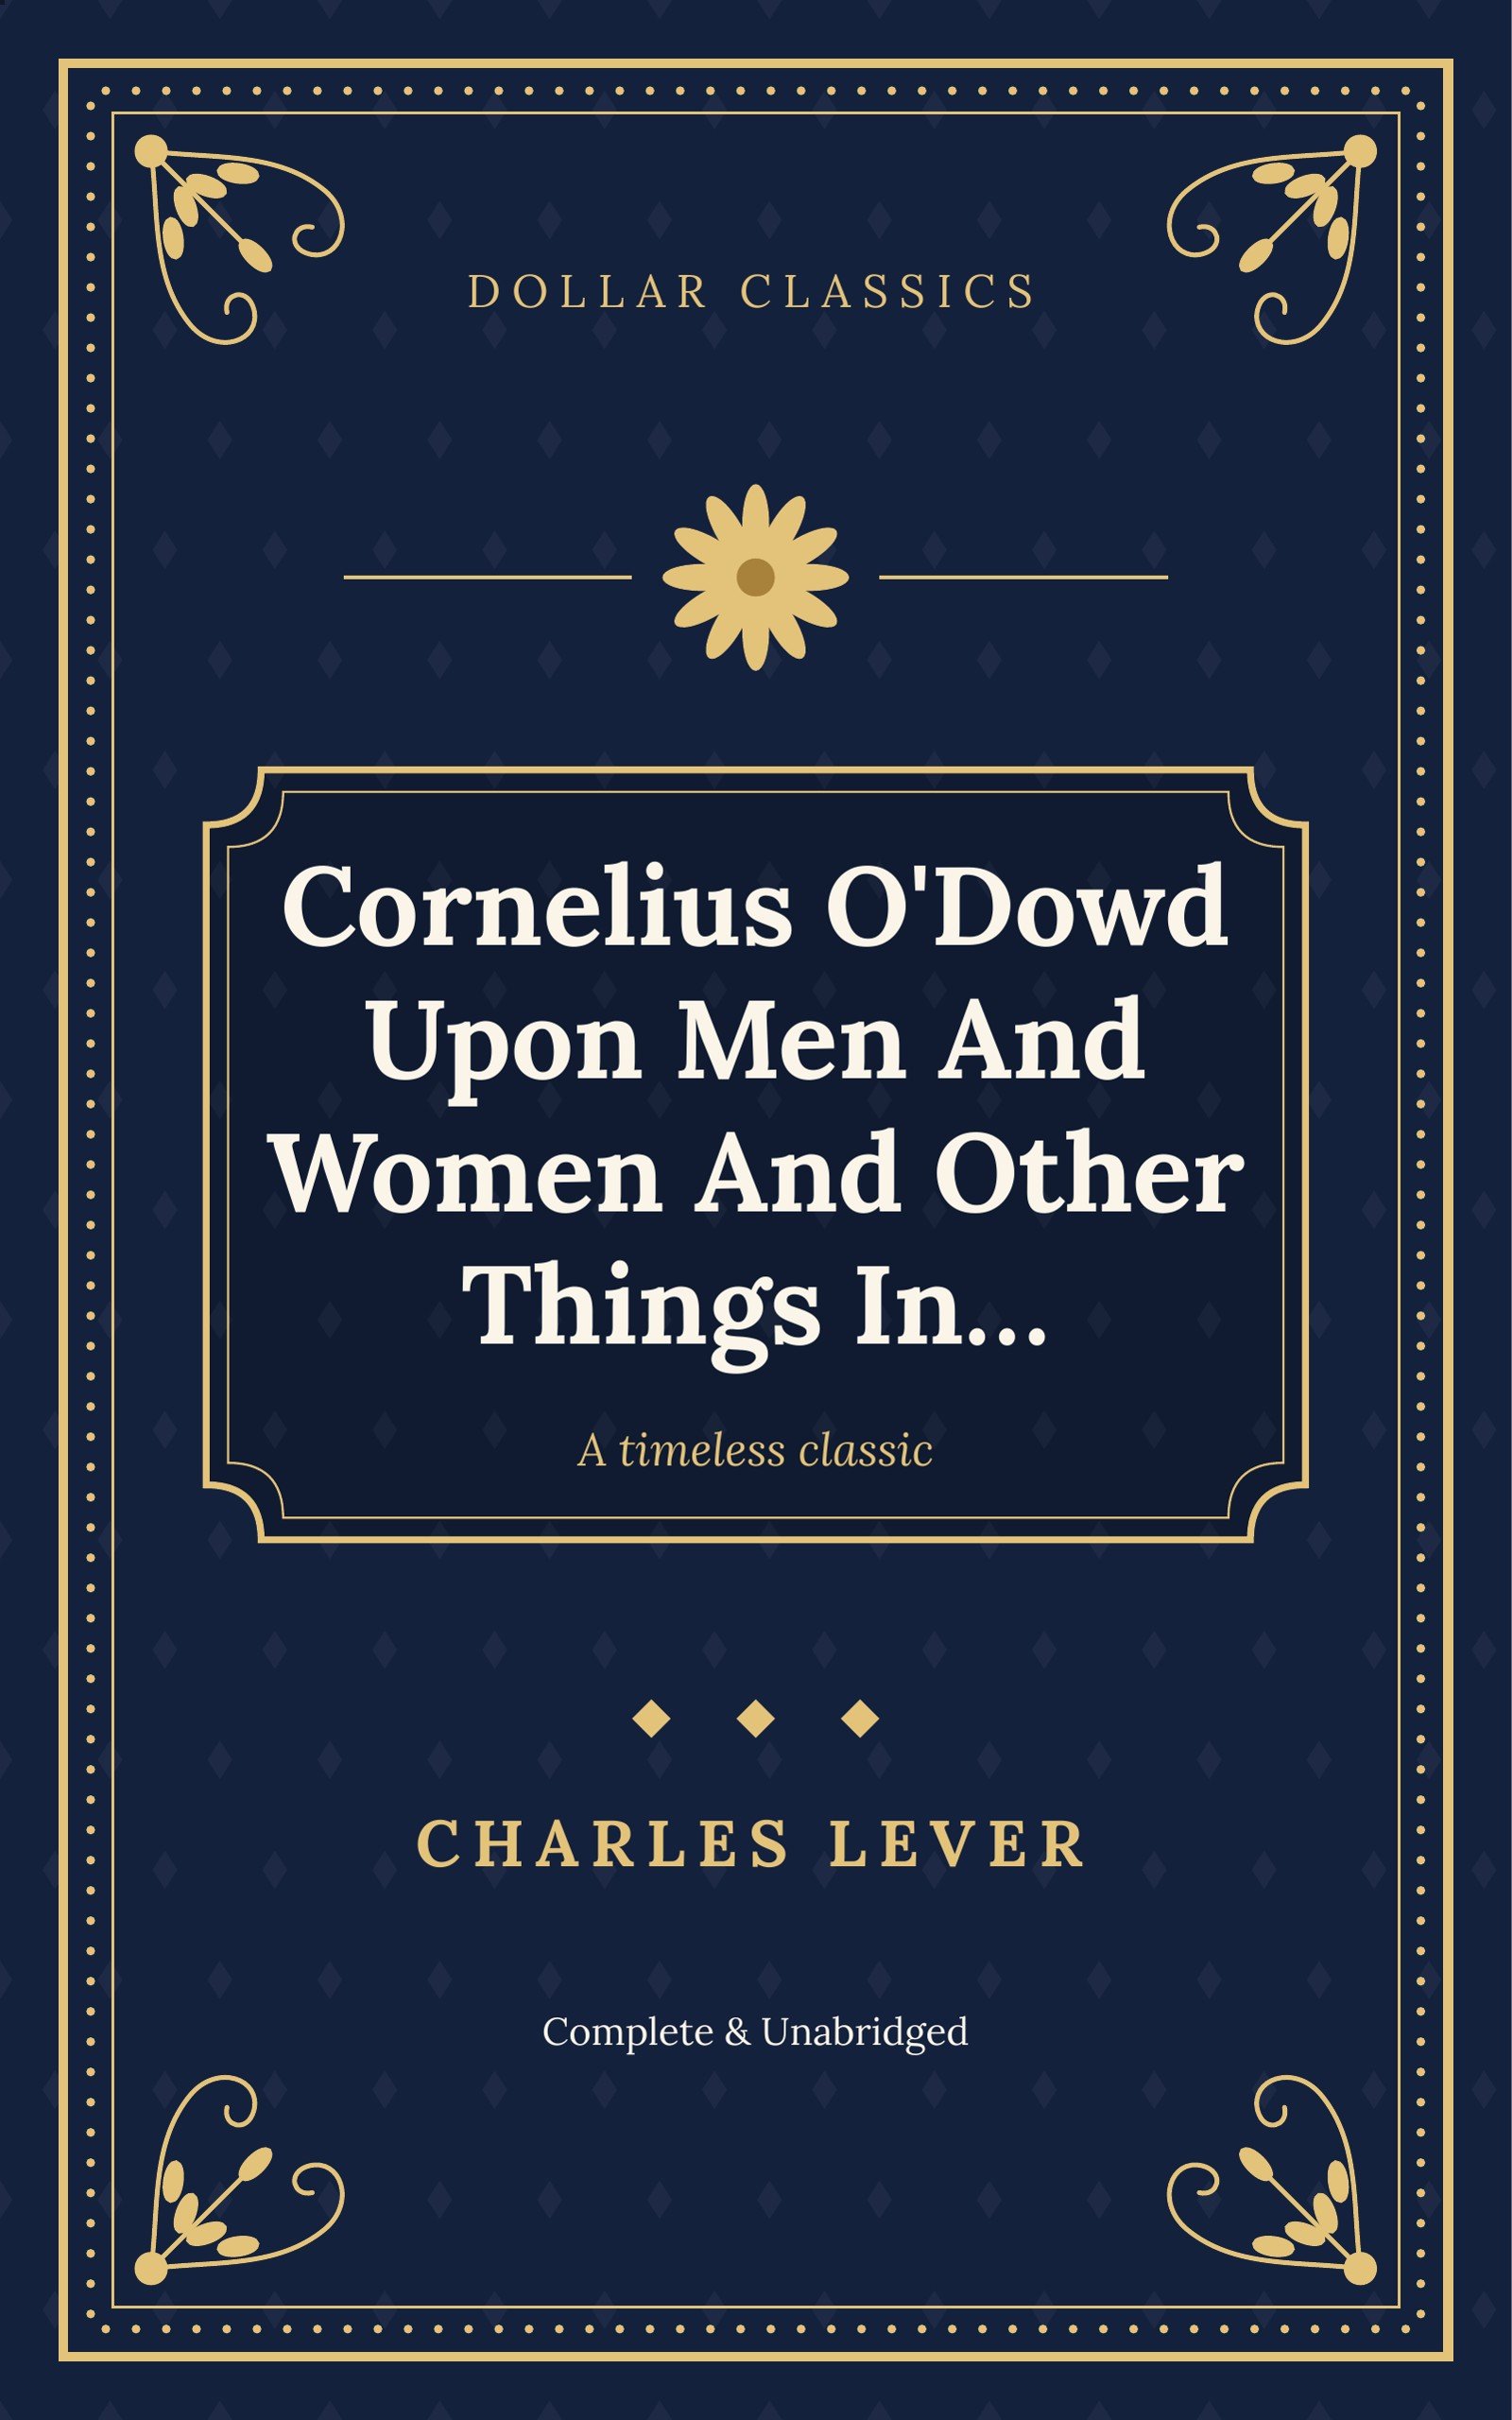 DOLLAR CLASSICS
Cornelius O'Dowd
Upon Men And
Women And Other
Things In...
A timeless classic
CHARLES LEVER
Complete & Unabridged